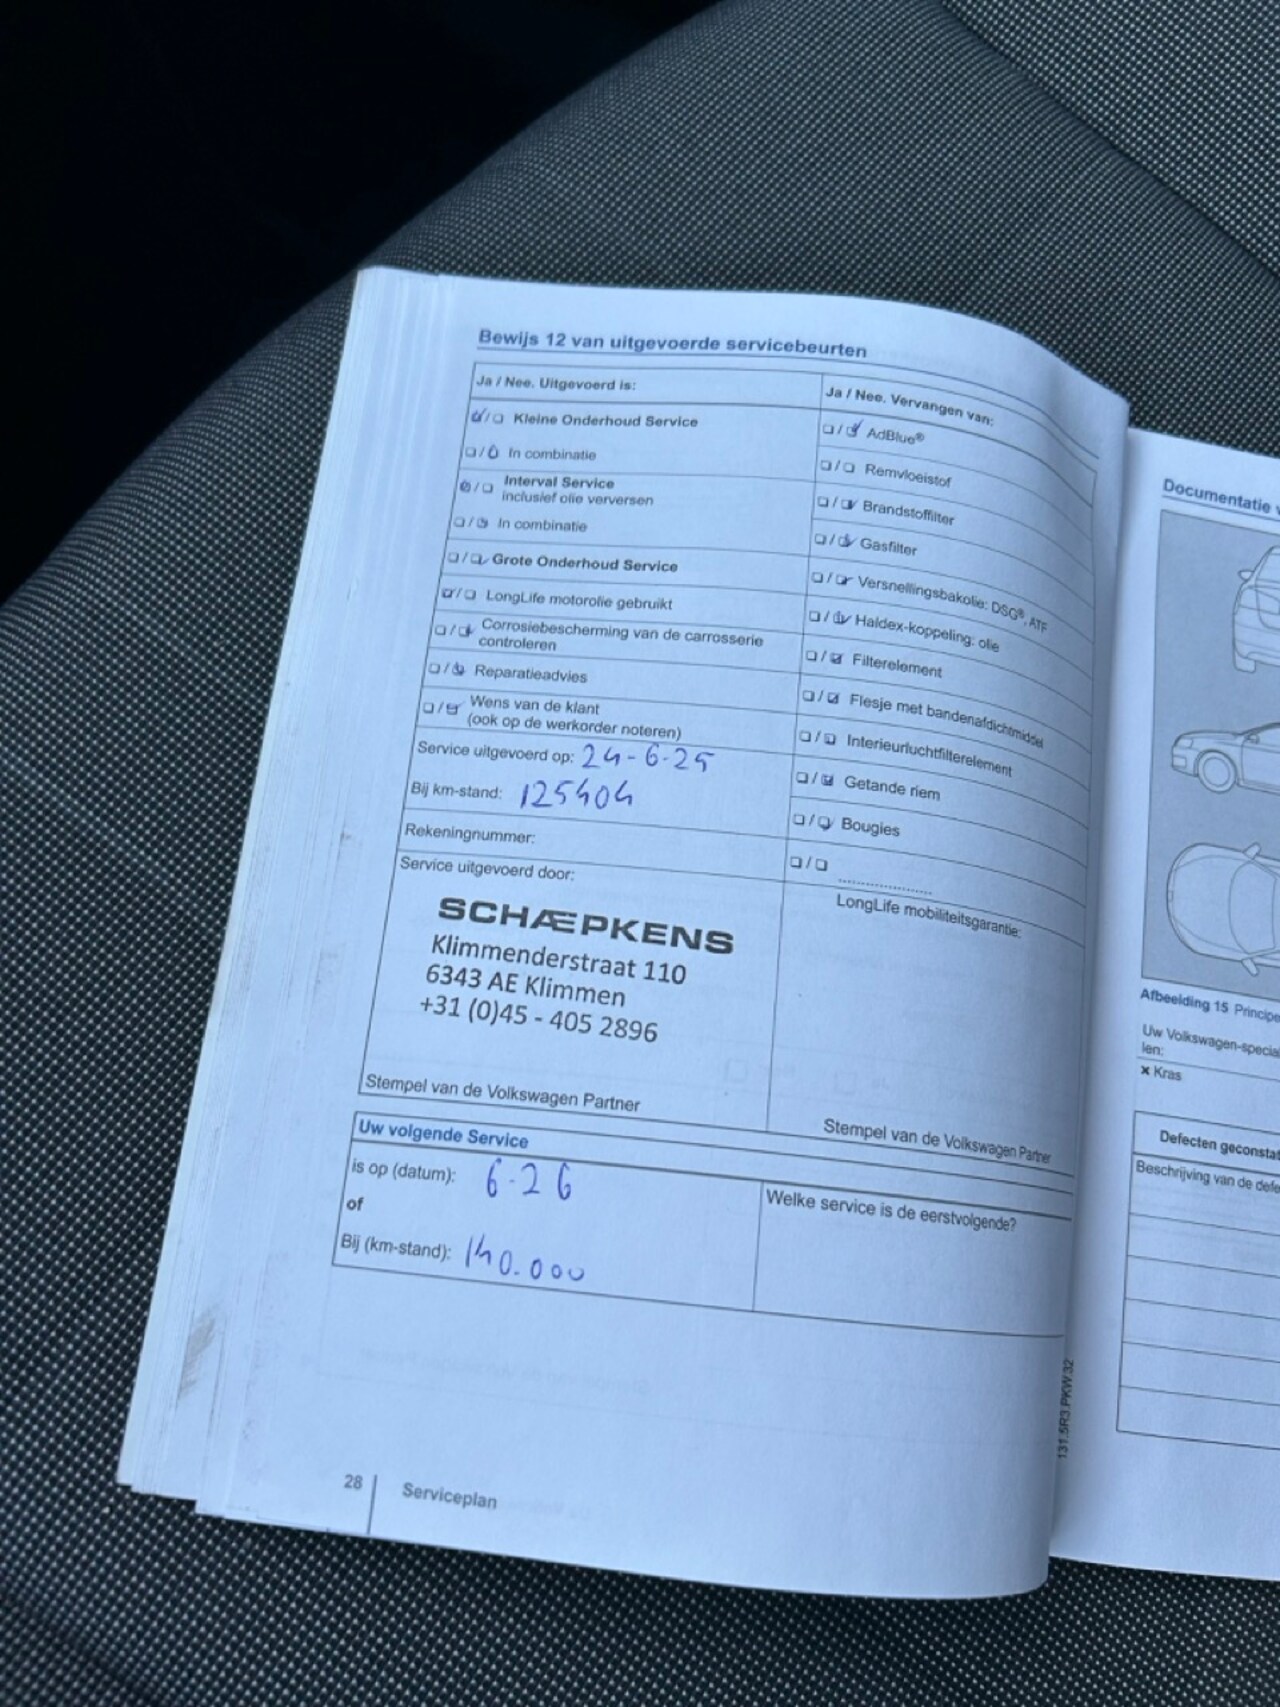 Bewijs 12 van uitgevoerde servicebeurten
Ja / Nee. Uitgevoerd is:
Kleine Onderhoud Service
In combinatie
Interval Service
inclusief olie verversen
In combinatie
Grote Onderhoud Service
LongLife motorolie gebruikt
Corrosiebescherming van de carrosserie
controleren
Reparatieadvies
Wens van de klant
(ook op de werkorder noteren)
Service uitgevoerd op: 24-6-25
Bij km-stand: 125404
Rekeningnummer:
Service uitgevoerd door:
SCHÆPKENS
Klimmenderstraat 110
6343 AE Klimmen
+31 (0)45 - 405 2896
Stempel van de Volkswagen Partner
Ja / Nee. Vervangen van:
AdBlue®
Remvloeistof
Brandstoffilter
Gasfilter
Versnellingsbakolie: DSG®, ATF
Haldex-koppeling: olie
Filterelement
Flesje met bandenafdichtmiddel
Interieurluchtfilterelement
Getande riem
Bougies
....................
LongLife mobiliteitsgarantie:
Stempel van de Volkswagen Partner
Uw volgende Service
is op (datum): 6-26
of
Bij (km-stand): 140.000
Welke service is de eerstvolgende?
131.5R3.PKW.32
28 Serviceplan
Documentatie
Afbeelding 15
Uw
len:
× Kras
Defecten
Beschrijving van de